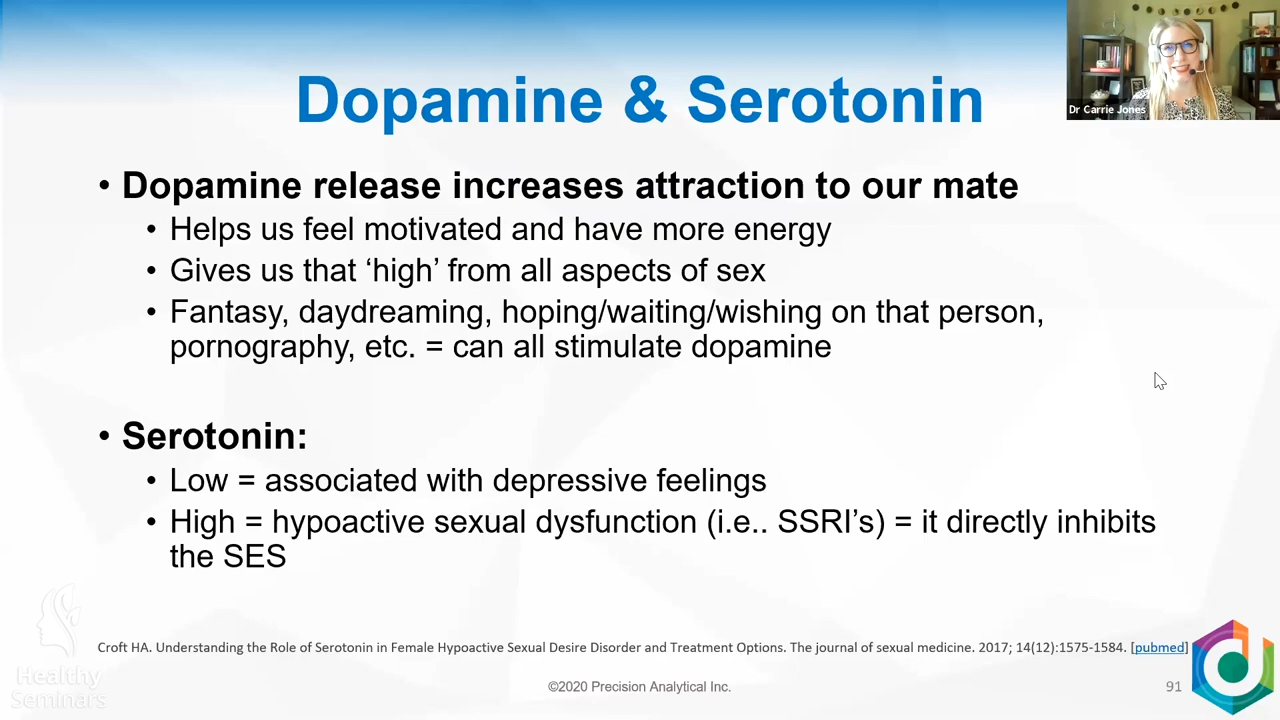 Dr Carrie Jones
Dopamine & Serotonin
• Dopamine release increases attraction to our mate
• Helps us feel motivated and have more energy
• Gives us that ‘high’ from all aspects of sex
• Fantasy, daydreaming, hoping/waiting/wishing on that person,
pornography, etc. = can all stimulate dopamine
• Serotonin:
• Low = associated with depressive feelings
• High = hypoactive sexual dysfunction (i.e.. SSRI’s) = it directly inhibits
the SES
Croft HA. Understanding the Role of Serotonin in Female Hypoactive Sexual Desire Disorder and Treatment Options. The journal of sexual medicine. 2017; 14(12):1575-1584. [pubmed]
Healthy
Seminars
©2020 Precision Analytical Inc.
91